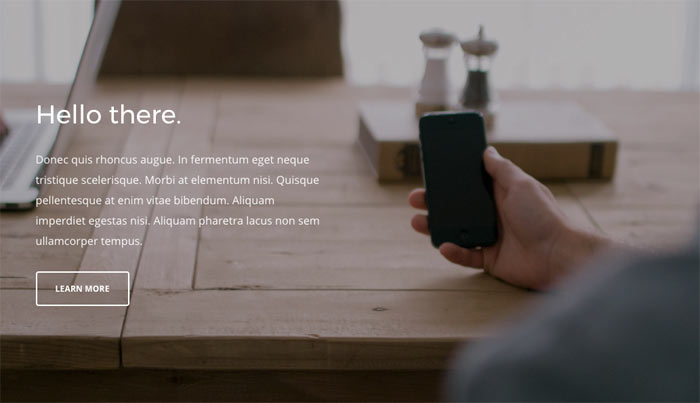 Hello there.
Donec quis rhoncus augue. In fermentum eget neque
tristique scelerisque. Morbi at elementum nisi. Quisque
pellentesque at enim vitae bibendum. Aliquam
imperdiet egestas nisi. Aliquam pharetra lacus non sem
ullamcorper tempus.
LEARN MORE